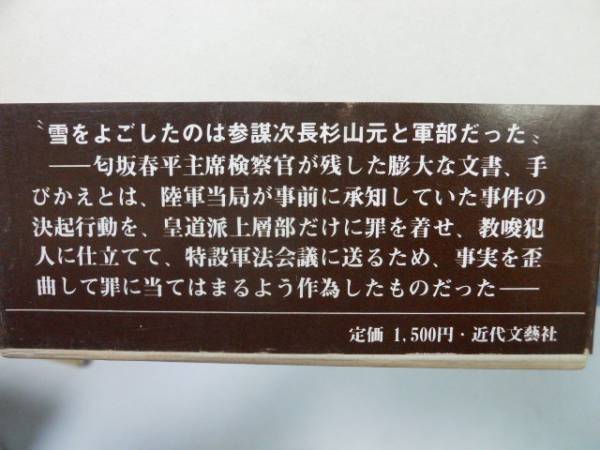 〝雪をよごしたのは参謀次長杉山元と軍部だった〟
――匂坂春平主席検察官が残した膨大な文書、手
びかえとは、陸軍当局が事前に承知していた事件の
決起行動を、皇道派上層部だけに罪を着せ、教唆犯
人に仕立てて、特設軍法会議に送るため、事実を歪
曲して罪に当てはまるよう作為したものだった――
定価 1,500円・近代文藝社